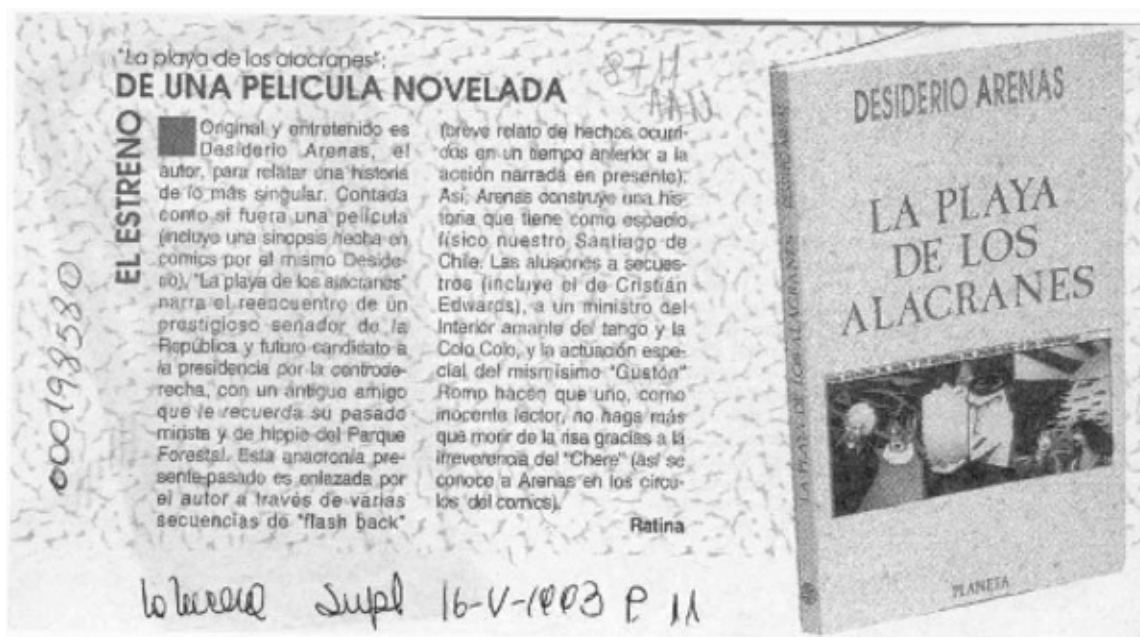 "La playa de los alacranes":
DE UNA PELICULA NOVELADA
EL ESTRENO
Original y entretenido es
Desiderio Arenas, el
autor, para relatar una historia
de lo más singular. Contada
como si fuera una película
(incluye una sinopsis hecha en
comics por el mismo Deside-
rio), "La playa de los alacranes"
narra el reencuentro de un
prestigioso senador de la
República y futuro candidato a
la presidencia por la centrode-
recha, con un antiguo amigo
que le recuerda su pasado
mirista y de hippie del Parque
Forestal. Esta anacronía pre-
sente-pasado es enlazada por
el autor a través de varias
secuencias de "flash back"
(breve relato de hechos ocurri-
dos en un tiempo anterior a la
acción narrada en presente).
Así, Arenas construye una his-
toria que tiene como espacio
físico nuestro Santiago de
Chile. Las alusiones a secues-
tros (incluye el de Cristián
Edwards), a un ministro del
Interior amante del tango y la
Colo Colo, y la actuación espe-
cial del mismísimo "Guatón"
Romo hacen que uno, como
inocente lector, no haga más
que morir de la risa gracias a la
irreverencia del "Chere" (así se
conoce a Arenas en los círcu-
los del comics).
Ratina
DESIDERIO ARENAS
LA PLAYA
DE LOS
ALACRANES
PLANETA
LA PLAYA DE LOS ALACRANES
000198580
Supl 16-V-1993 P 11